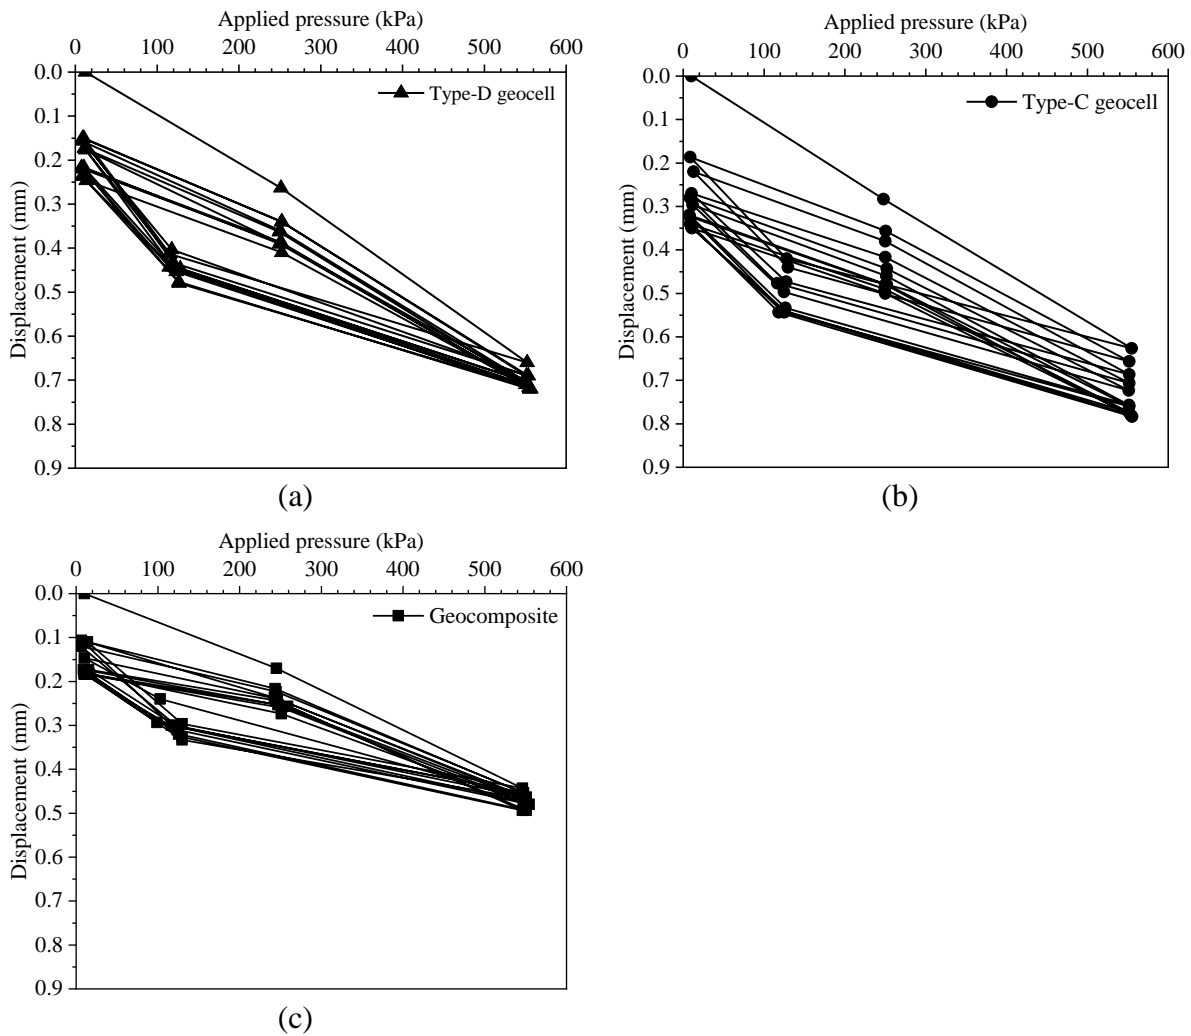 Applied pressure (kPa)
0 100 200 300 400 500 600
0.0
0.1
0.2
0.3
0.4
0.5
0.6
0.7
0.8
0.9
Displacement (mm)
Type-D geocell
(a)
Applied pressure (kPa)
0 100 200 300 400 500 600
0.0
0.1
0.2
0.3
0.4
0.5
0.6
0.7
0.8
0.9
Displacement (mm)
Type-C geocell
(b)
Applied pressure (kPa)
0 100 200 300 400 500 600
0.0
0.1
0.2
0.3
0.4
0.5
0.6
0.7
0.8
0.9
Displacement (mm)
Geocomposite
(c)